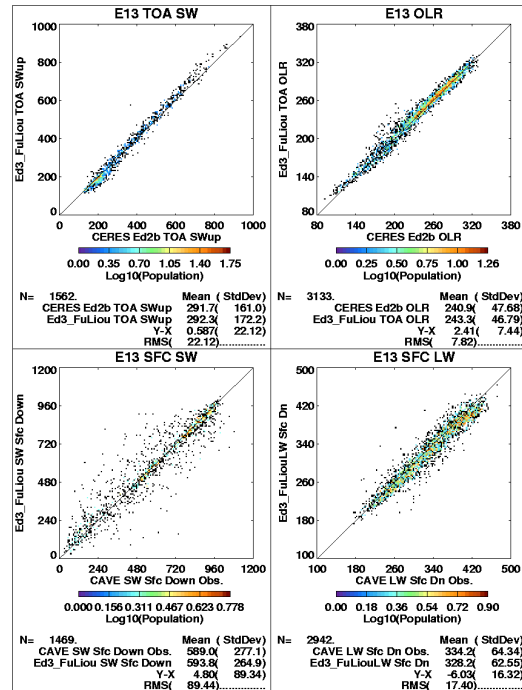 E13 TOA SW
Ed3_FuLiou TOA SWup
1000
800
600
400
200
0
0 200 400 600 800 1000
CERES Ed2b TOA SWup
0.00 0.35 0.70 1.05 1.40 1.75
Log10(Population)
N= 1562. Mean ( StdDev)
CERES Ed2b TOA SWup 291.7( 161.0)
Ed3_FuLiou TOA SWup 292.3( 172.2)
Y-X 0.587( 22.12)
RMS( 22.12)..............
E13 OLR
Ed3_FuLiou TOA OLR
380
320
260
200
140
80
80 140 200 260 320 380
CERES Ed2b OLR
0.00 0.25 0.50 0.76 1.01 1.26
Log10(Population)
N= 3133. Mean ( StdDev)
CERES Ed2b OLR 240.9( 47.68)
Ed3_FuLiou TOA OLR 243.3( 46.79)
Y-X 2.41( 7.44)
RMS( 7.82)..............
E13 SFC SW
Ed3_FuLiou SW Sfc Down
1200
960
720
480
240
0
0 240 480 720 960 1200
CAVE SW Sfc Down Obs.
0.000 0.156 0.311 0.467 0.623 0.778
Log10(Population)
N= 1469. Mean ( StdDev)
CAVE SW Sfc Down Obs. 589.0( 277.1)
Ed3_FuLiou SW Sfc Down 593.8( 264.9)
Y-X 4.80( 89.34)
RMS( 89.44)..............
E13 SFC LW
Ed3_FuLiouLW Sfc Dn
500
420
340
260
180
100
100 180 260 340 420 500
CAVE LW Sfc Dn Obs.
0.00 0.18 0.36 0.54 0.72 0.90
Log10(Population)
N= 2942. Mean ( StdDev)
CAVE LW Sfc Dn Obs. 334.2( 64.34)
Ed3_FuLiouLW Sfc Dn 328.2( 62.55)
Y-X -6.03( 16.32)
RMS( 17.40)..............